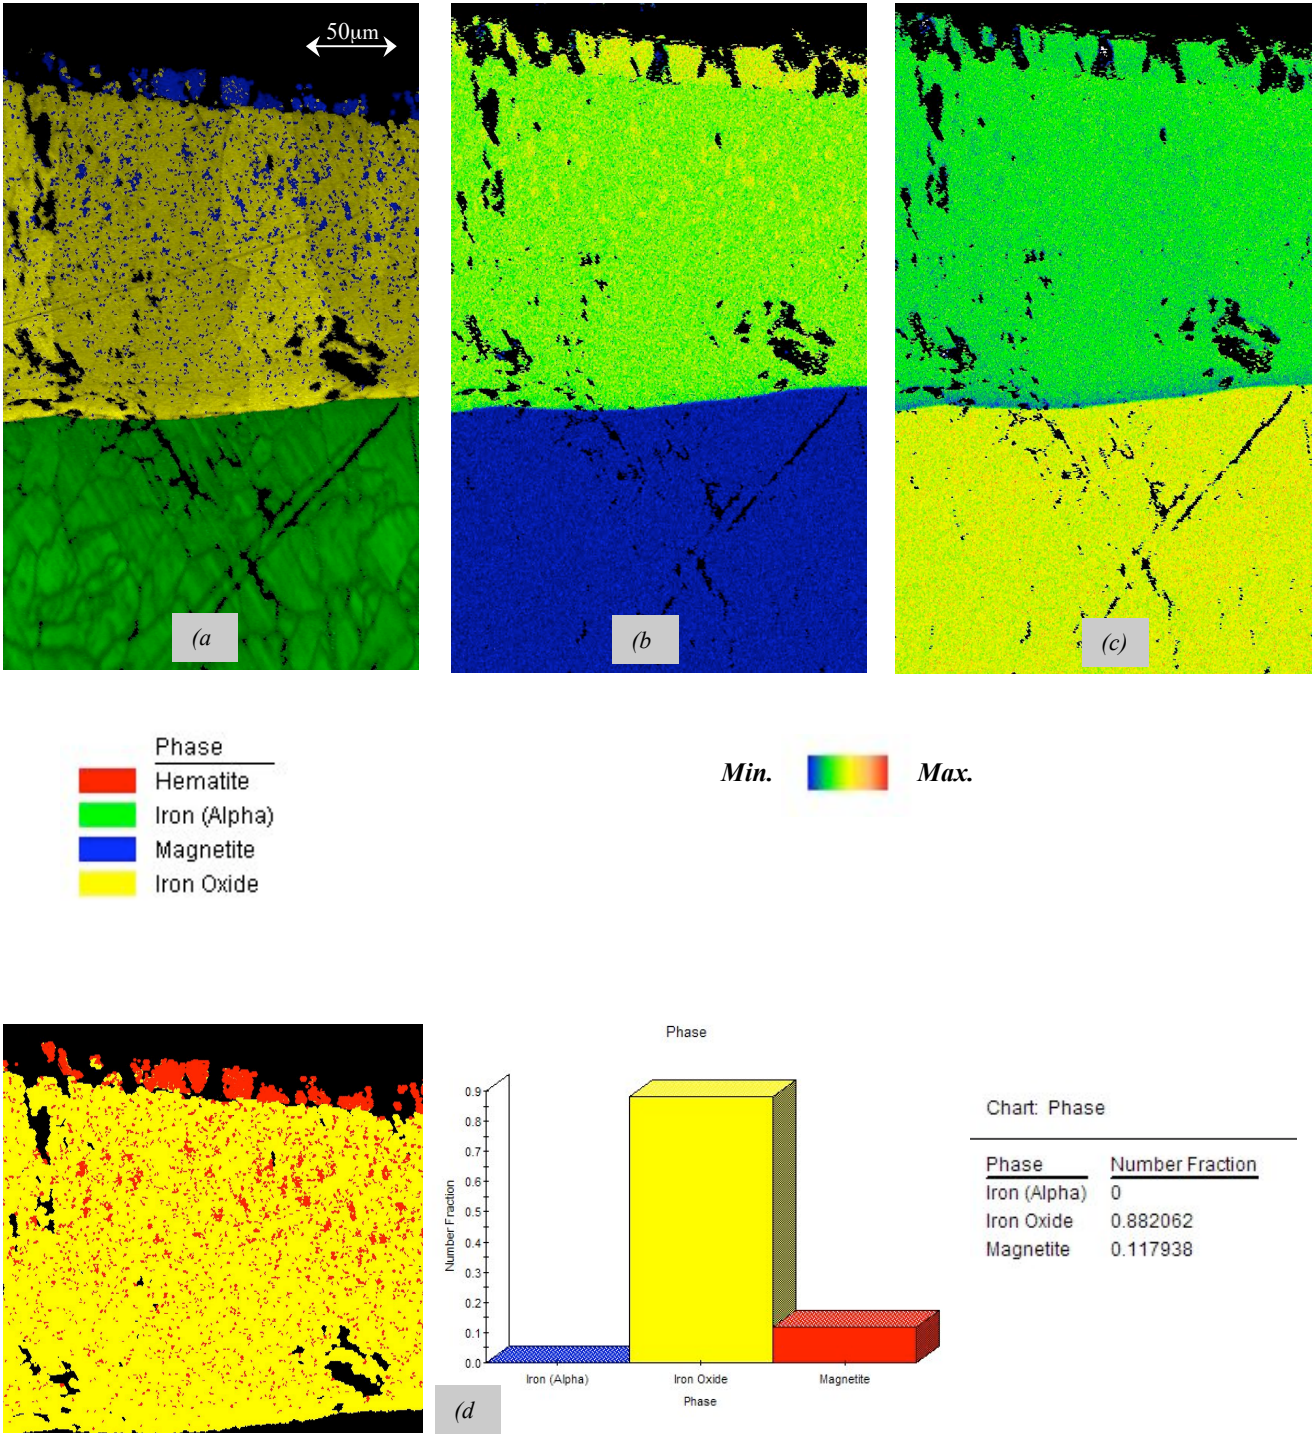 50µm
(a
(b
(c)
Phase
Hematite
Iron (Alpha)
Magnetite
Iron Oxide
Min.
Max.
Phase
0.9
0.8
0.7
0.6
0.5
0.4
0.3
0.2
0.1
0.0
Number Fraction
Iron (Alpha)
Iron Oxide
Magnetite
Phase
(d
Chart: Phase
Phase Number Fraction
Iron (Alpha) 0
Iron Oxide 0.882062
Magnetite 0.117938